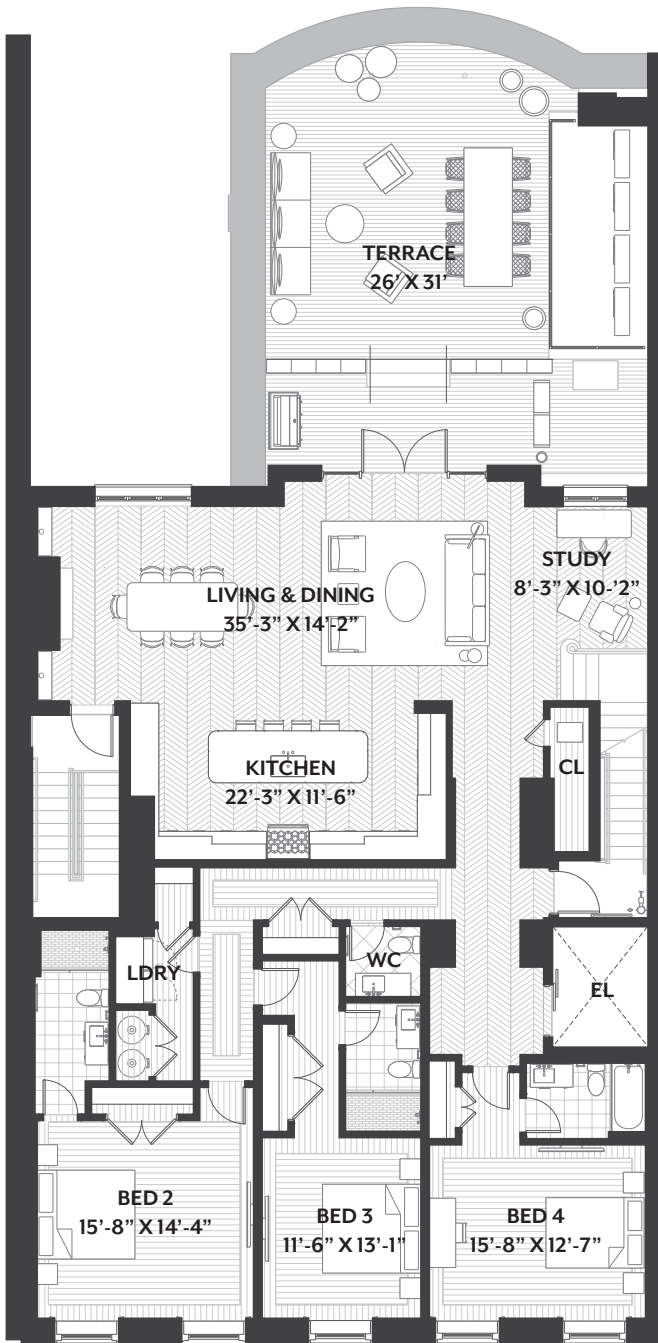 TERRACE
26' X 31'
STUDY
8'-3" X 10-'2"
LIVING & DINING
35'-3" X 14'-2"
KITCHEN
22'-3" X 11'-6"
CL
LDRY
WC
EL
BED 2
15'-8" X 14'-4"
BED 3
11'-6" X 13'-1"
BED 4
15'-8" X 12'-7"